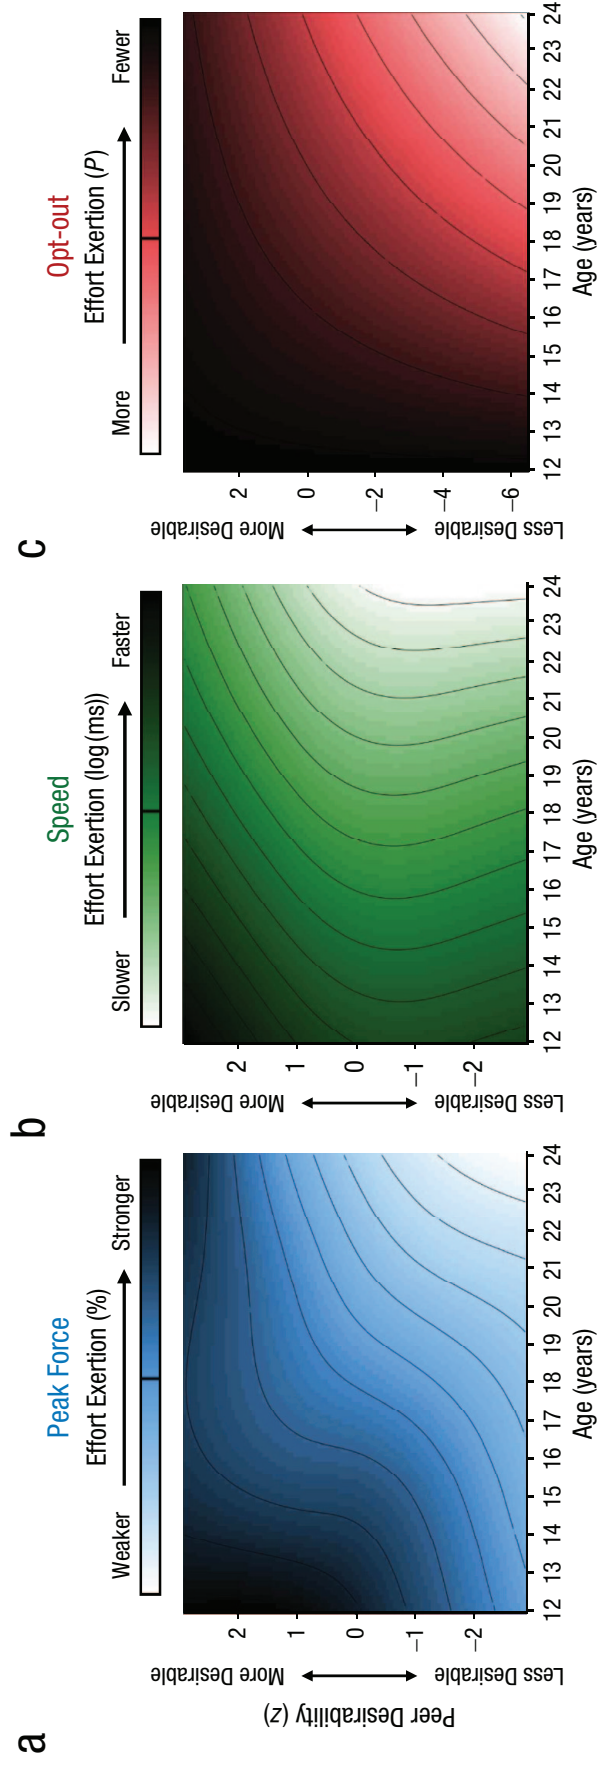 a
Peak Force
Effort Exertion (%)
Weaker
Stronger
Peer Desirability (z)
Less Desirable
More Desirable
2
1
0
−1
−2
12 13 14 15 16 17 18 19 20 21 22 23 24
Age (years)
b
Speed
Effort Exertion (log(ms))
Slower
Faster
Less Desirable
More Desirable
2
1
0
−1
−2
12 13 14 15 16 17 18 19 20 21 22 23 24
Age (years)
c
Opt-out
Effort Exertion (P)
More
Fewer
Less Desirable
More Desirable
2
0
−2
−4
−6
12 13 14 15 16 17 18 19 20 21 22 23 24
Age (years)